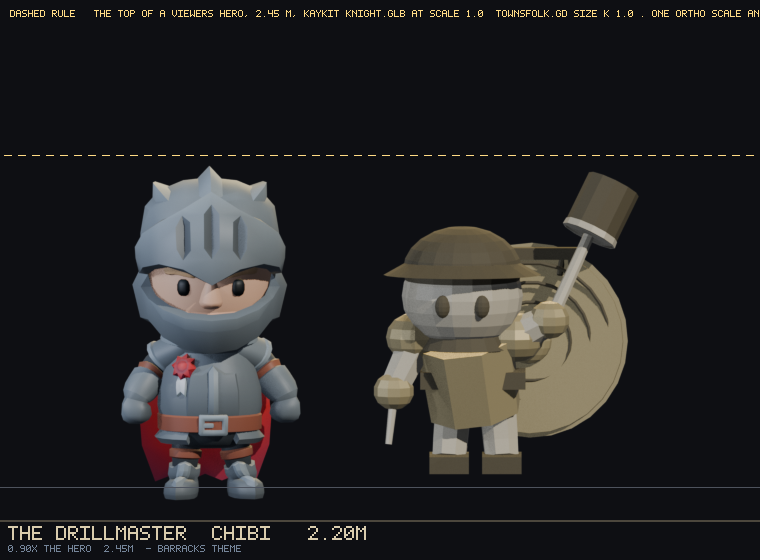 DASHED RULE   THE TOP OF A VIEWERS HERO, 2.45 M, KAYKIT KNIGHT.GLB AT SCALE 1.0  TOWNSFOLK.GD SIZE K 1.0 . ONE ORTHO SCALE AN
THE DRILLMASTER  CHIBI   2.20M
0.90X THE HERO  2.45M  — BARRACKS THEME